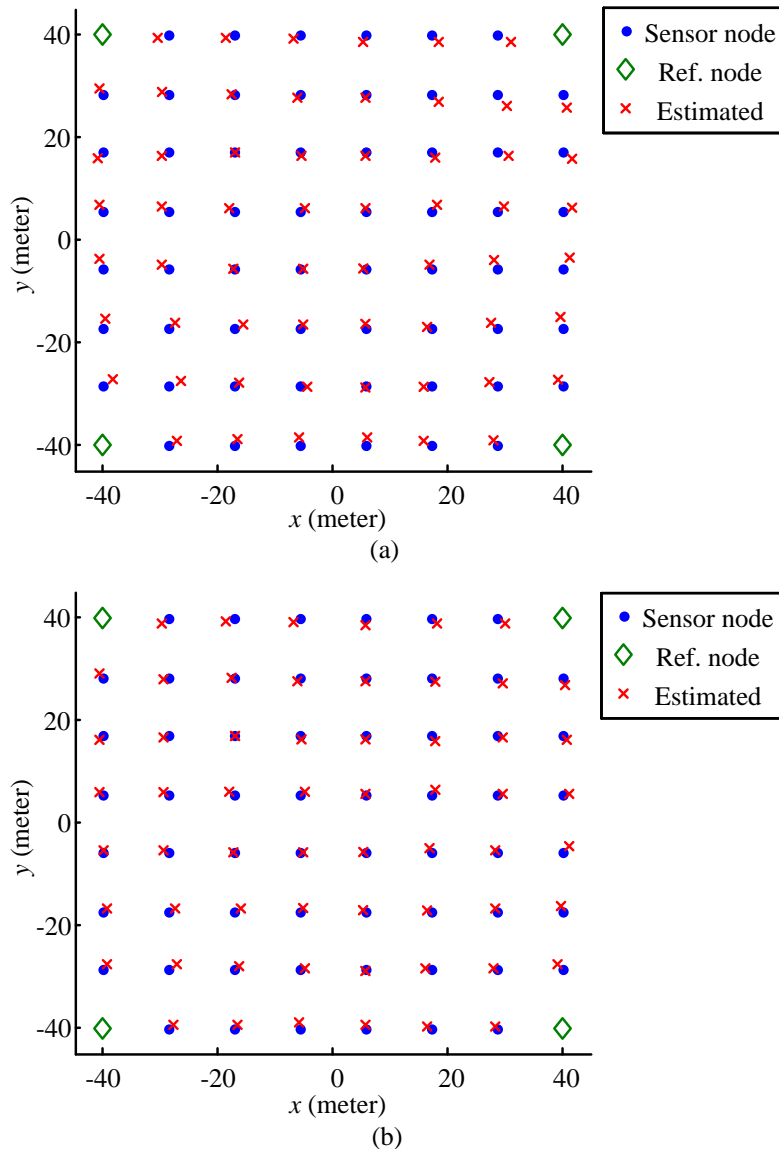 40
20
0
-20
-40
y (meter)
-40
-20
0
20
40
x (meter)
Sensor node
Ref. node
Estimated
(a)
40
20
0
-20
-40
y (meter)
-40
-20
0
20
40
x (meter)
Sensor node
Ref. node
Estimated
(b)